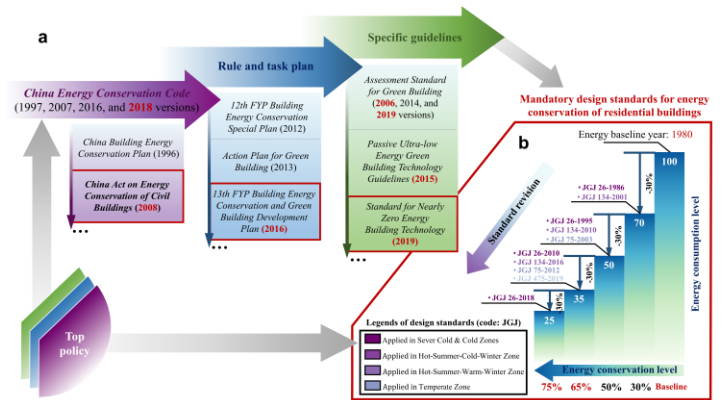 a
China Energy Conservation Code
(1997, 2007, 2016, and 2018 versions)
China Building Energy
Conservation Plan (1996)
China Act on Energy
Conservation of Civil
Buildings (2008)
...
Rule and task plan
12th FYP Building
Energy Conservation
Special Plan (2012)
Action Plan for Green
Building (2013)
13th FYP Building Energy
Conservation and Green
Building Development
Plan (2016)
...
Specific guidelines
Assessment Standard
for Green Building
(2006, 2014, and
2019 versions)
Passive Ultra-low
Energy Green
Building Technology
Guidelines (2015)
Standard for Nearly
Zero Energy
Building Technology
(2019)
...
Top
policy
Mandatory design standards for energy
conservation of residential buildings
b
Energy baseline year: 1980
Standard revision
100
-30%
• JGJ 26-1986
• JGJ 134-2001
70
-30%
• JGJ 26-1995
• JGJ 134-2010
• JGJ 75-2003
50
-30%
• JGJ 26-2010
• JGJ 134-2016
• JGJ 75-2012
• JGJ 475-2019
35
-30%
• JGJ 26-2018
25
Energy consumption level
Energy conservation level
75% 65% 50% 30% Baseline
Legends of design standards (code: JGJ)
Applied in Sever Cold & Cold Zones
Applied in Hot-Summer-Cold-Winter Zone
Applied in Hot-Summer-Warm-Winter Zone
Applied in Temperate Zone